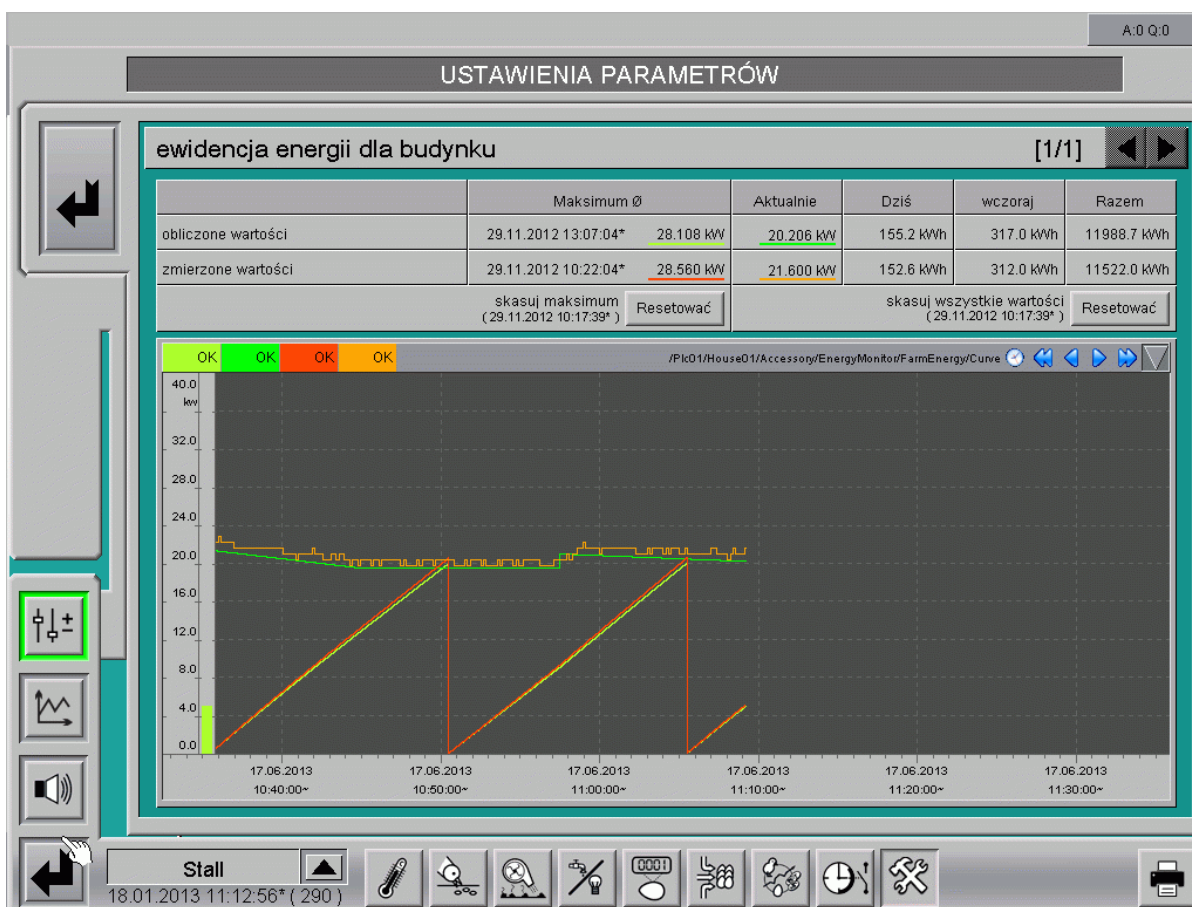 A:0 Q:0
USTAWIENIA PARAMETRÓW
ewidencja energii dla budynku [1/1]
Maksimum Ø Aktualnie Dziś wczoraj Razem
obliczone wartości 29.11.2012 13:07:04* 28.108 kW 20.206 kW 155.2 kWh 317.0 kWh 11988.7 kWh
zmierzone wartości 29.11.2012 10:22:04* 28.560 kW 21.600 kW 152.6 kWh 312.0 kWh 11522.0 kWh
skasuj maksimum
(29.11.2012 10:17:39* )
Resetować
skasuj wszystkie wartości
(29.11.2012 10:17:39* )
Resetować
OK OK OK OK /Plc01/House01/Accessory/EnergyMonitor/FarmEnergy/Curve
40.0
kW
32.0
28.0
24.0
20.0
16.0
12.0
8.0
4.0
0.0
17.06.2013 17.06.2013 17.06.2013 17.06.2013 17.06.2013 17.06.2013
10:40:00~ 10:50:00~ 11:00:00~ 11:10:00~ 11:20:00~ 11:30:00~
Stall
18.01.2013 11:12:56* ( 290 )
0001